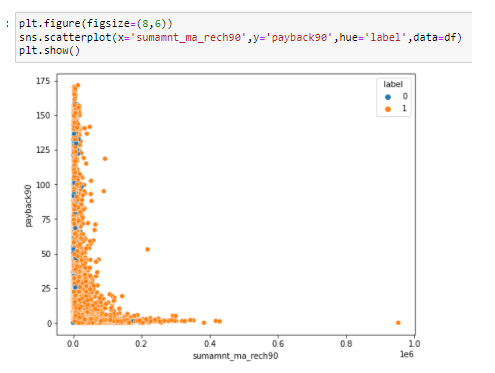 : plt.figure(figsize=(8,6))
sns.scatterplot(x='sumamnt_ma_rech90',y='payback90',hue='label',data=df)
plt.show()
label
0
1
175
150
125
100
75
50
25
0
payback90
0.0 0.2 0.4 0.6 0.8 1.0
1e6
sumamnt_ma_rech90